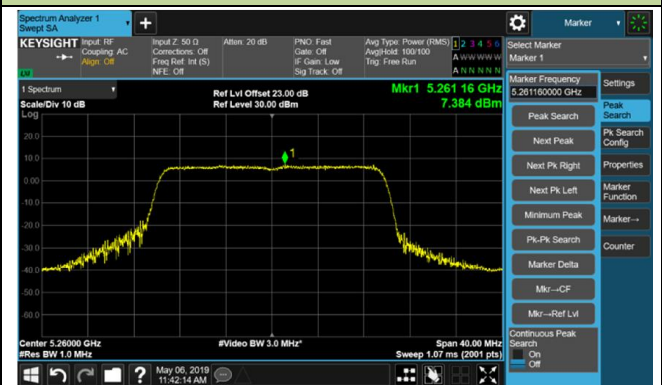 Spectrum Analyzer 1
Swept SA
+
Marker
KEYSIGHT
Input: RF
Coupling: AC
Align: Off
Input Z: 50 Ω
Corrections: Off
Freq Ref: Int (S)
NFE: Off
Atten: 20 dB
PNO: Fast
Gate: Off
IF Gain: Low
Sig Track: Off
Avg Type: Power (RMS)
Avg|Hold: 100/100
Trig: Free Run
1 2 3 4 5 6
A W W W W W
A N N N N N
Select Marker
Marker 1
1 Spectrum
Scale/Div 10 dB
Log
Ref Lvl Offset 23.00 dB
Ref Level 30.00 dBm
Mkr1 5.261 16 GHz
7.384 dBm
20.0
10.0
0.00
-10.0
-20.0
-30.0
-40.0
-50.0
-60.0
1
Center 5.26000 GHz
#Res BW 1.0 MHz
#Video BW 3.0 MHz*
Span 40.00 MHz
Sweep 1.07 ms (2001 pts)
Marker Frequency
5.261160000 GHz
Peak Search
Next Peak
Next Pk Right
Next Pk Left
Minimum Peak
Pk-Pk Search
Marker Delta
Mkr→CF
Mkr→Ref Lvl
Continuous Peak
Search
On
Off
Settings
Peak
Search
Pk Search
Config
Properties
Marker
Function
Marker→
Counter
?
May 06, 2019
11:42:14 AM